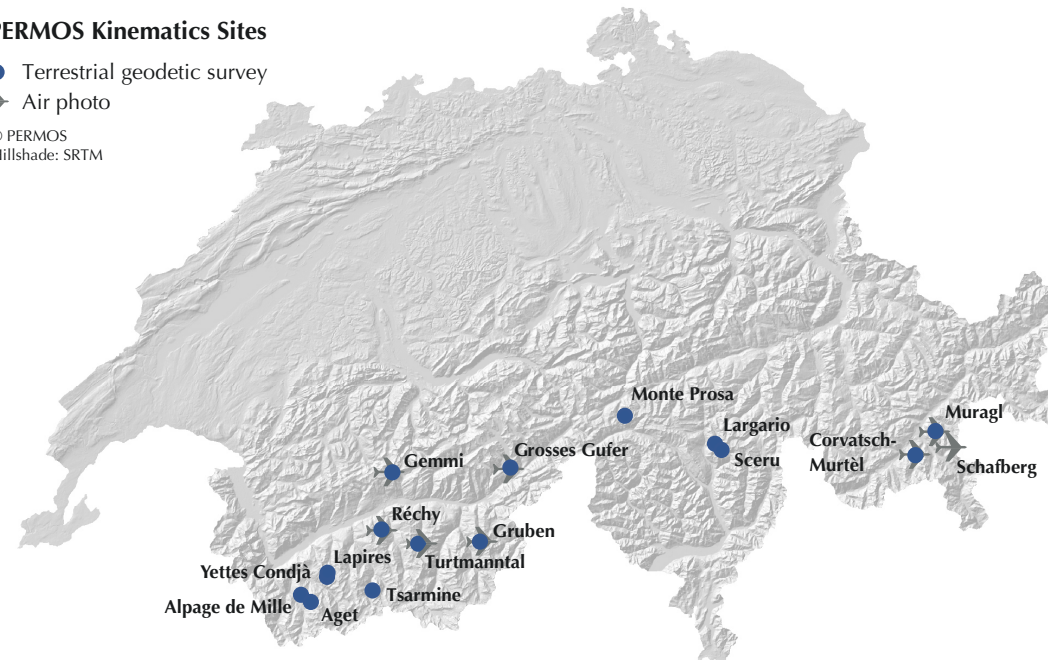 PERMOS Kinematics Sites
Terrestrial geodetic survey
Air photo
© PERMOS
Hillshade: SRTM
Monte Prosa
Muragl
Largario
Corvatsch-
Murtèl
Grosses Gufer
Sceru
Gemmi
Schafberg
Réchy
Gruben
Lapires
Turtmanntal
Yettes Condjà
Tsarmine
Alpage de Mille
Aget